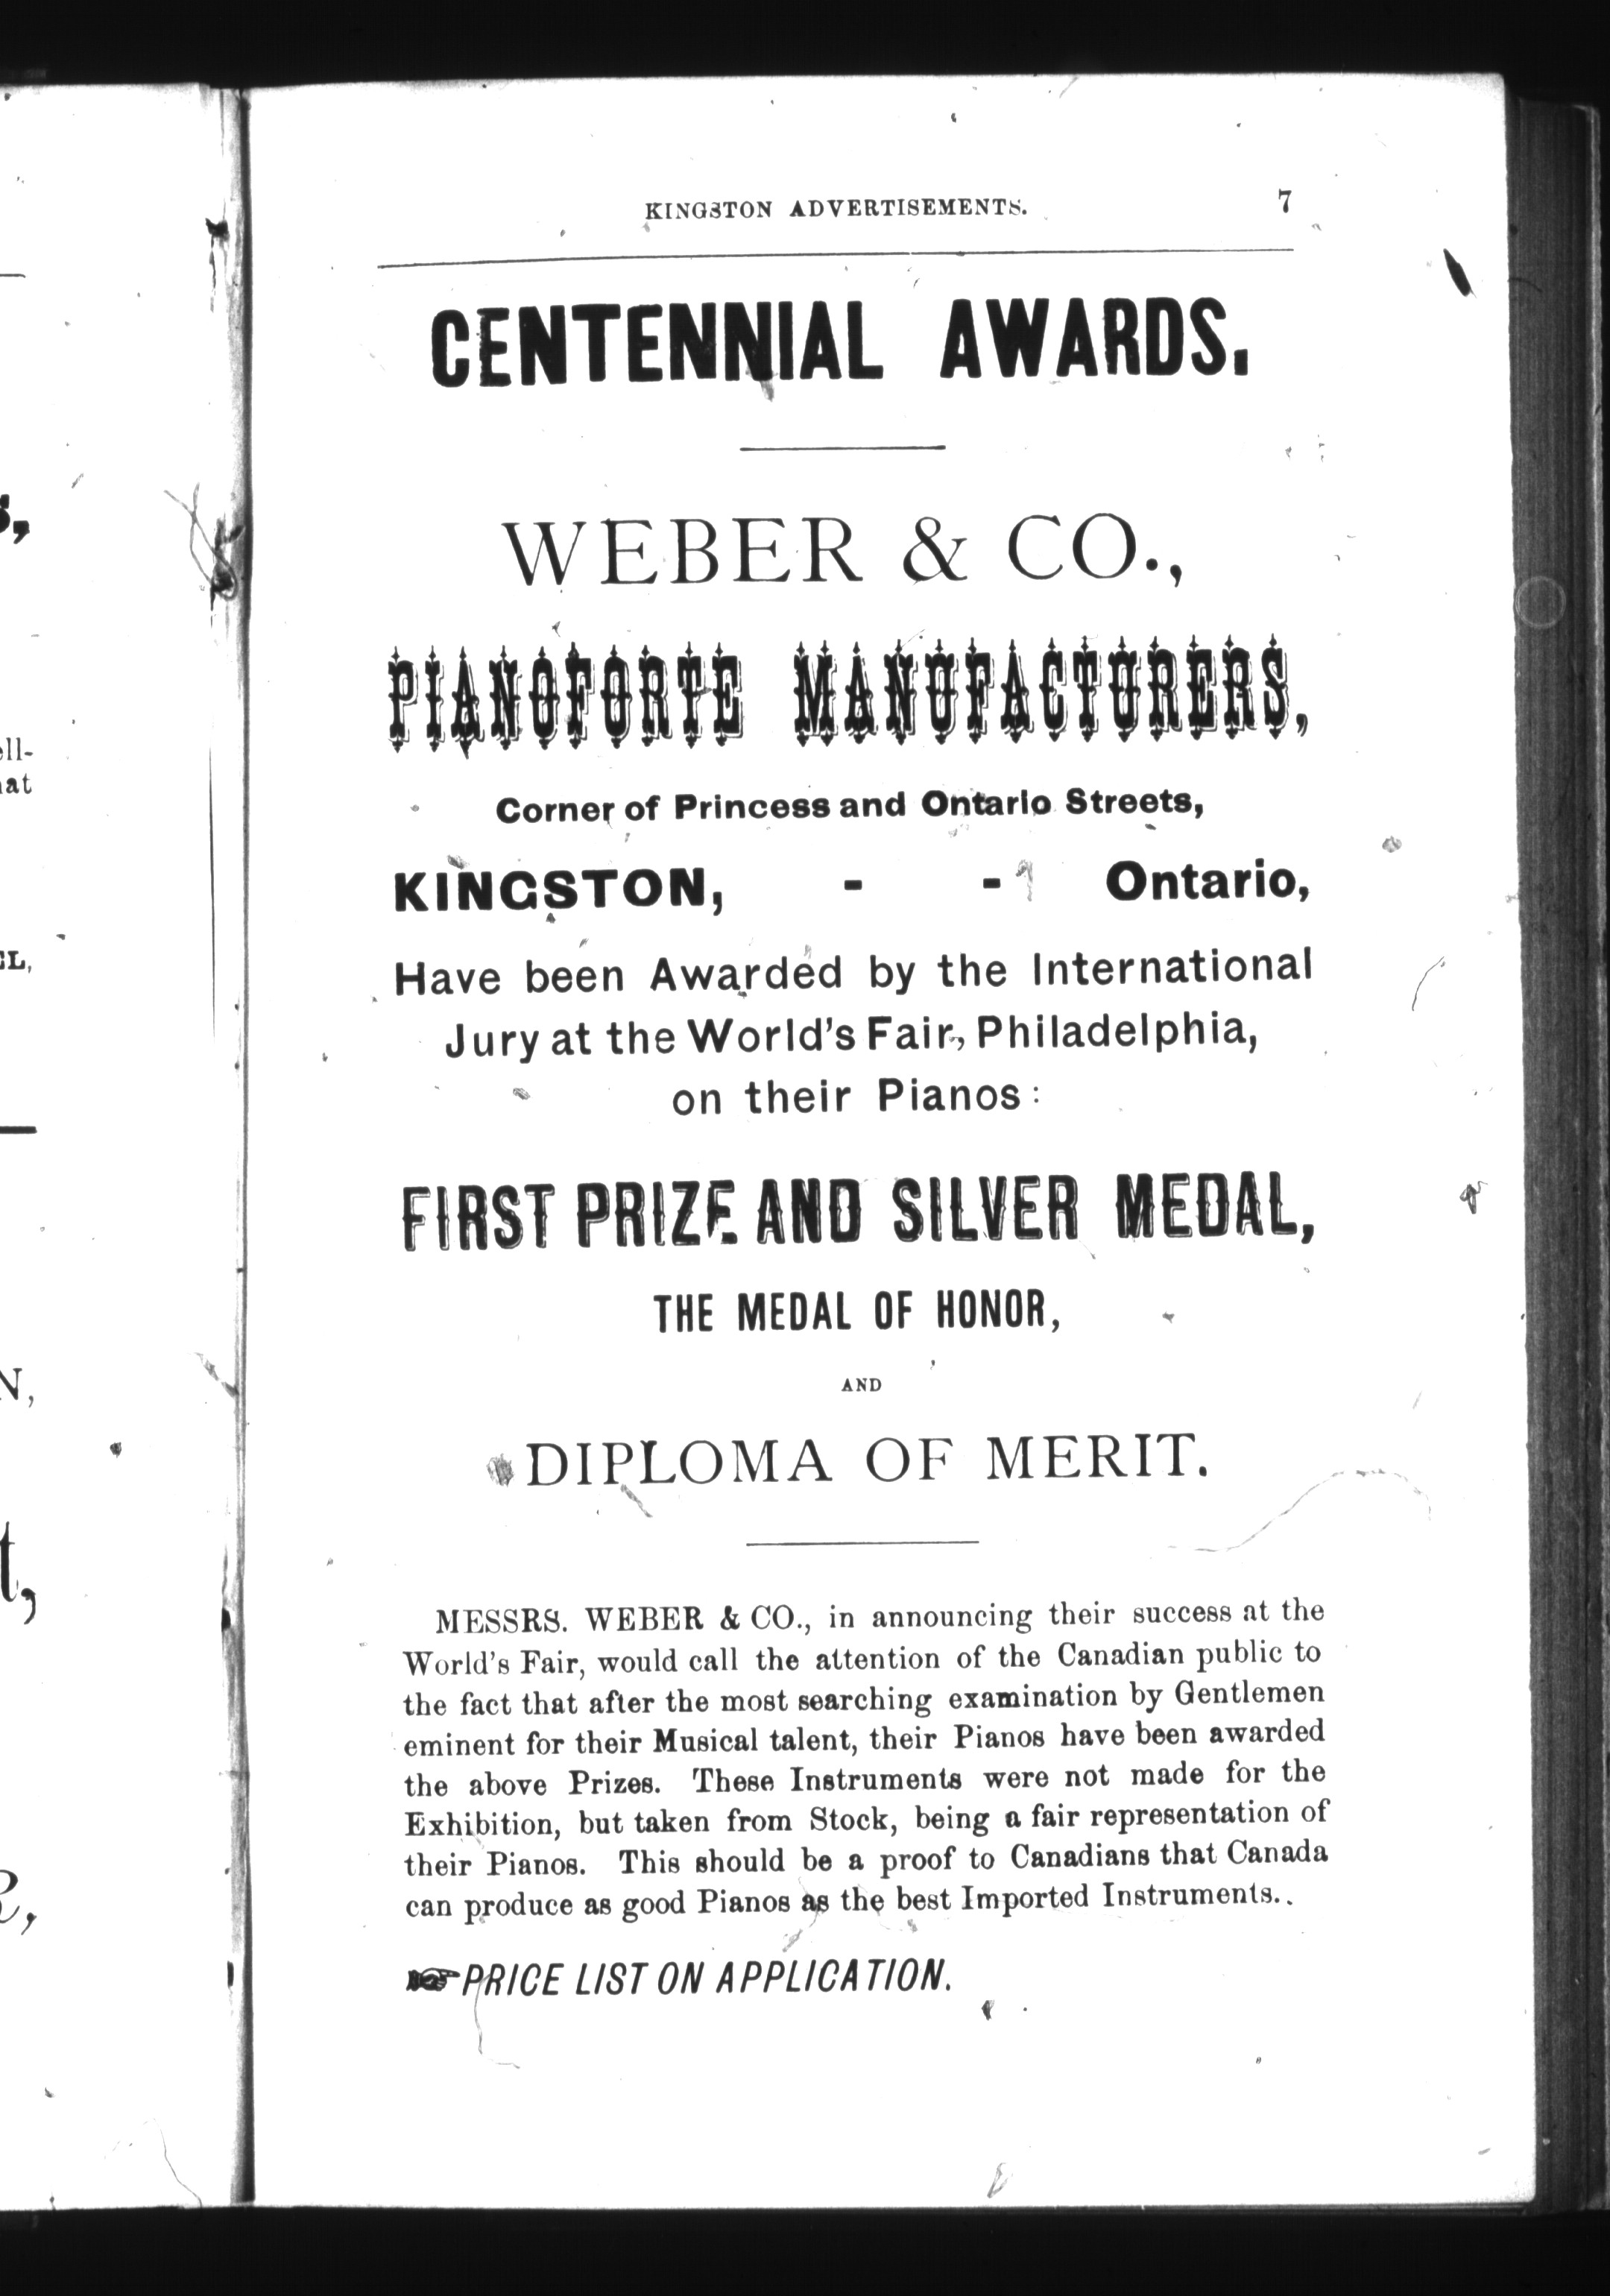 KINGSTON ADVERTISEMENTS. 7
CENTENNIAL AWARDS.
WEBER & CO.,
PIANOFORTE MANUFACTURERS,
Corner of Princess and Ontario Streets,
KINGSTON, - - Ontario,
Have been Awarded by the International
Jury at the World's Fair, Philadelphia,
on their Pianos:
FIRST PRIZE AND SILVER MEDAL,
THE MEDAL OF HONOR,
AND
DIPLOMA OF MERIT.
MESSRS. WEBER & CO., in announcing their success at the
World's Fair, would call the attention of the Canadian public to
the fact that after the most searching examination by Gentlemen
eminent for their Musical talent, their Pianos have been awarded
the above Prizes. These Instruments were not made for the
Exhibition, but taken from Stock, being a fair representation of
their Pianos. This should be a proof to Canadians that Canada
can produce as good Pianos as the best Imported Instruments.
☞PRICE LIST ON APPLICATION.